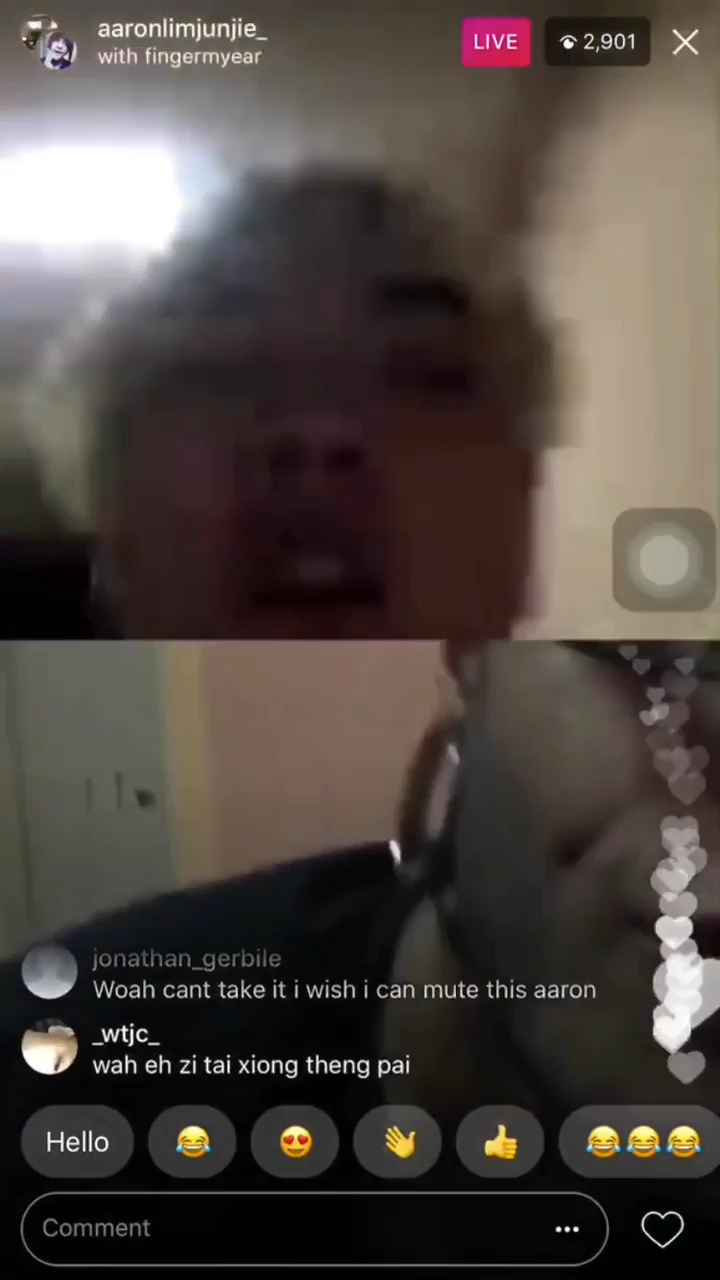 aaronlimjunjie_
with fingermyear
LIVE
2,901
jonathan_gerbile
Woah cant take it i wish i can mute this aaron
_wtjc_
wah eh zi tai xiong theng pai
Hello
Comment